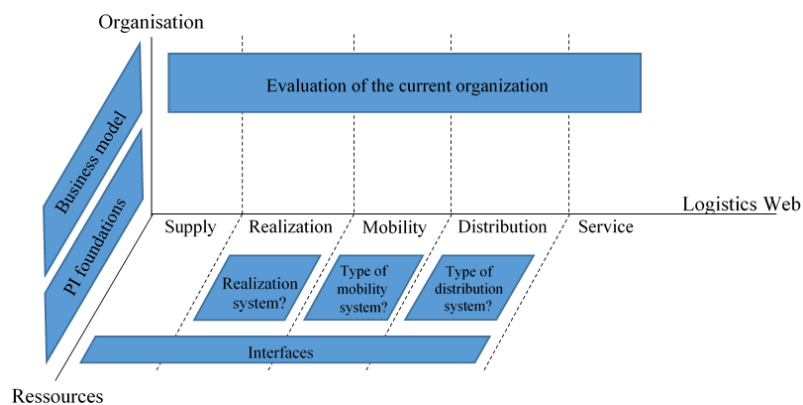 Organisation
Evaluation of the current organization
Business model
PI foundations
Logistics Web
Supply
Realization
Mobility
Distribution
Service
Realization
system?
Type of
mobility
system?
Type of
distribution
system?
Interfaces
Ressources